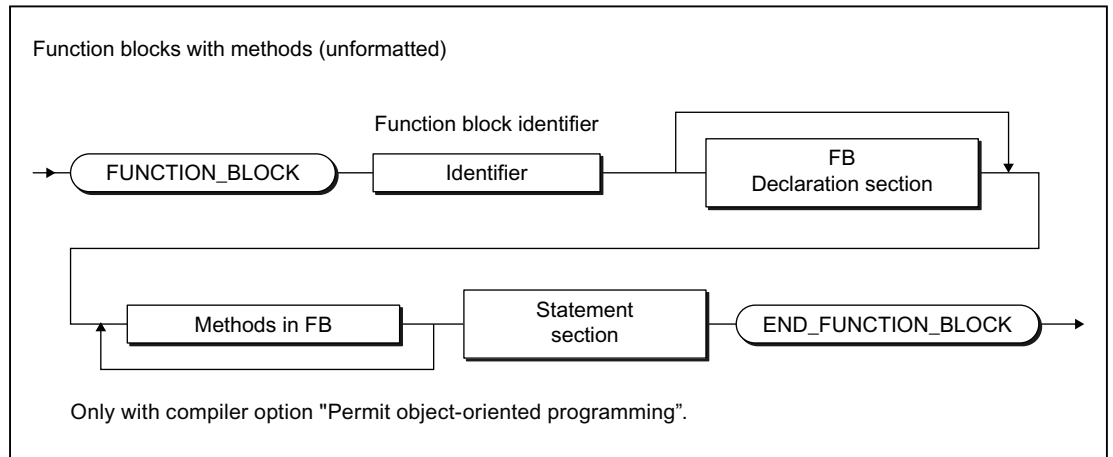 Function blocks with methods (unformatted)
Function block identifier
FUNCTION_BLOCK
Identifier
FB
Declaration section
Methods in FB
Statement
section
END_FUNCTION_BLOCK
Only with compiler option "Permit object-oriented programming”.